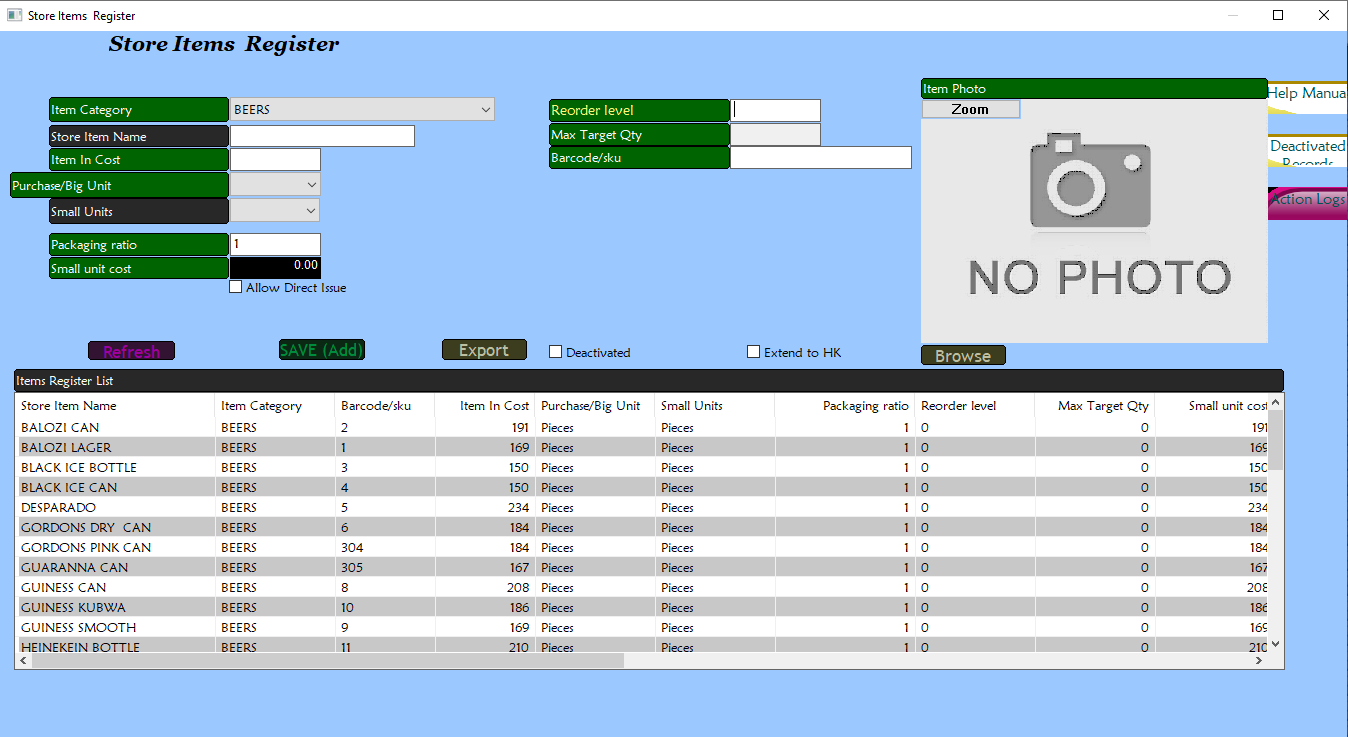 Store Items Register
Store Items Register
Item Category BEERS
Store Item Name
Item In Cost
Purchase/Big Unit
Small Units
Packaging ratio 1
Small unit cost 0.00
Allow Direct Issue
Reorder level
Max Target Qty
Barcode/sku
Item Photo
Zoom
NO PHOTO
Help Manua
Deactivated
Records
Action Logs
Refresh SAVE (Add) Export Deactivated Extend to HK Browse
Items Register List
Store Item Name Item Category Barcode/sku Item In Cost Purchase/Big Unit Small Units Packaging ratio Reorder level Max Target Qty Small unit cost
BALOZI CAN BEERS 2 191 Pieces Pieces 1 0 0 191
BALOZI LAGER BEERS 1 169 Pieces Pieces 1 0 0 169
BLACK ICE BOTTLE BEERS 3 150 Pieces Pieces 1 0 0 150
BLACK ICE CAN BEERS 4 150 Pieces Pieces 1 0 0 150
DESPARADO BEERS 5 234 Pieces Pieces 1 0 0 234
GORDONS DRY CAN BEERS 6 184 Pieces Pieces 1 0 0 184
GORDONS PINK CAN BEERS 304 184 Pieces Pieces 1 0 0 184
GUARANNA CAN BEERS 305 167 Pieces Pieces 1 0 0 167
GUINESS CAN BEERS 8 208 Pieces Pieces 1 0 0 208
GUINESS KUBWA BEERS 10 186 Pieces Pieces 1 0 0 186
GUINESS SMOOTH BEERS 9 169 Pieces Pieces 1 0 0 169
HEINEKEIN BOTTLE BEERS 11 210 Pieces Pieces 1 0 0 210